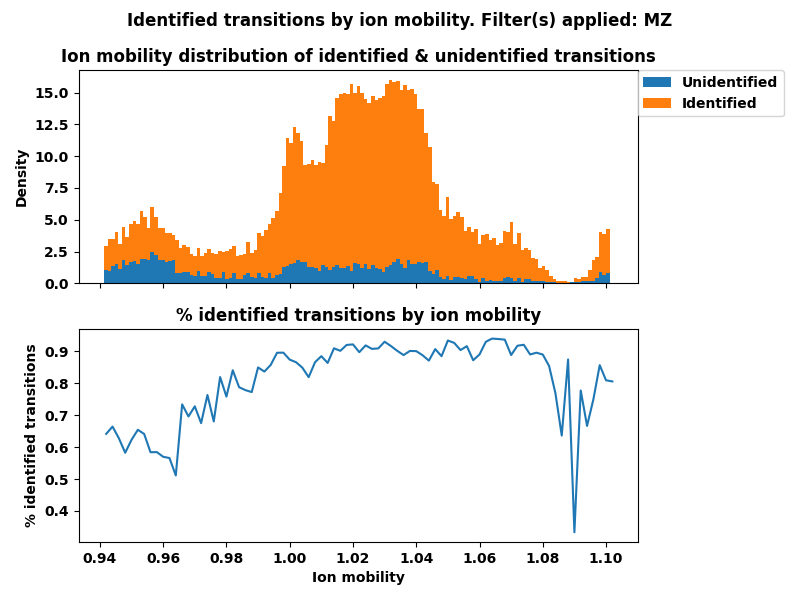 Identified transitions by ion mobility. Filter(s) applied: MZ
Ion mobility distribution of identified & unidentified transitions
Unidentified
Identified
Density
15.0
12.5
10.0
7.5
5.0
2.5
0.0
% identified transitions by ion mobility
% identified transitions
0.9
0.8
0.7
0.6
0.5
0.4
0.94 0.96 0.98 1.00 1.02 1.04 1.06 1.08 1.10
Ion mobility